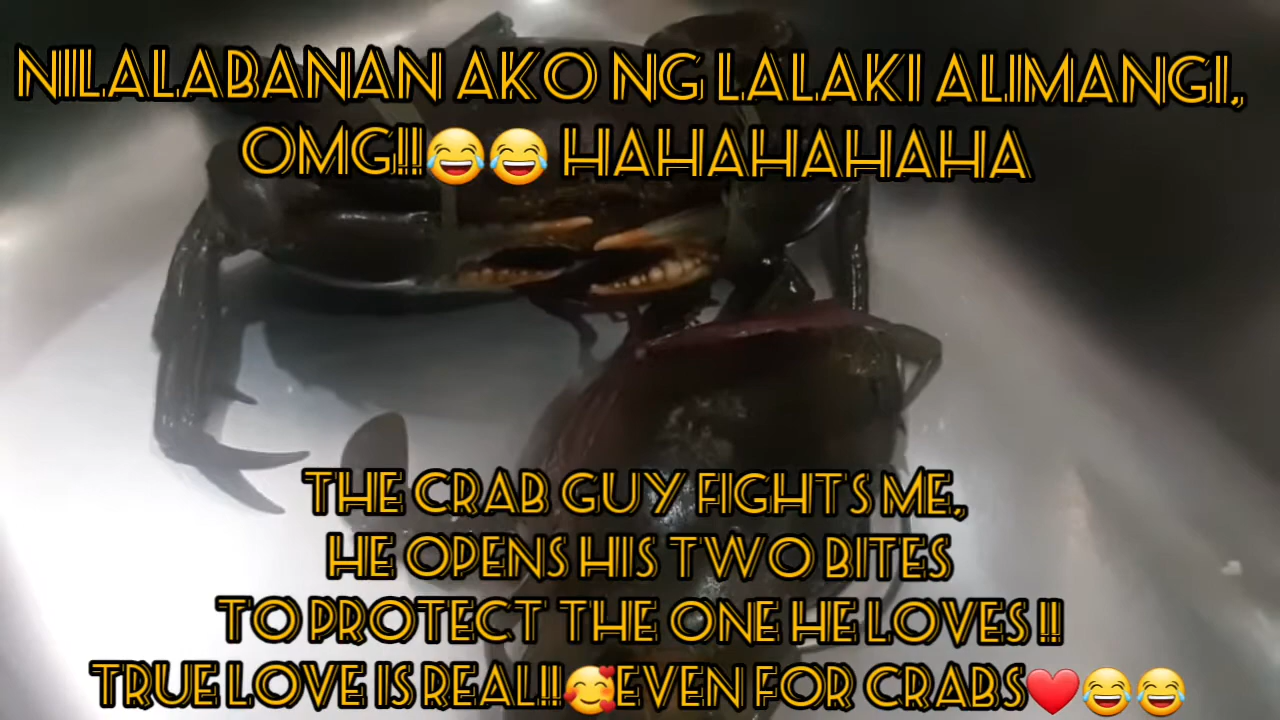 NILALABANAN AKO NG LALAKI ALIMANGI,
OMG!!😂😂 HAHAHAHAHA
THE CRAB GUY FIGHTS ME,
HE OPENS HIS TWO BITES
TO PROTECT THE ONE HE LOVES !!
TRUE LOVE IS REAL!!🥰EVEN FOR CRABS❤️😂😂